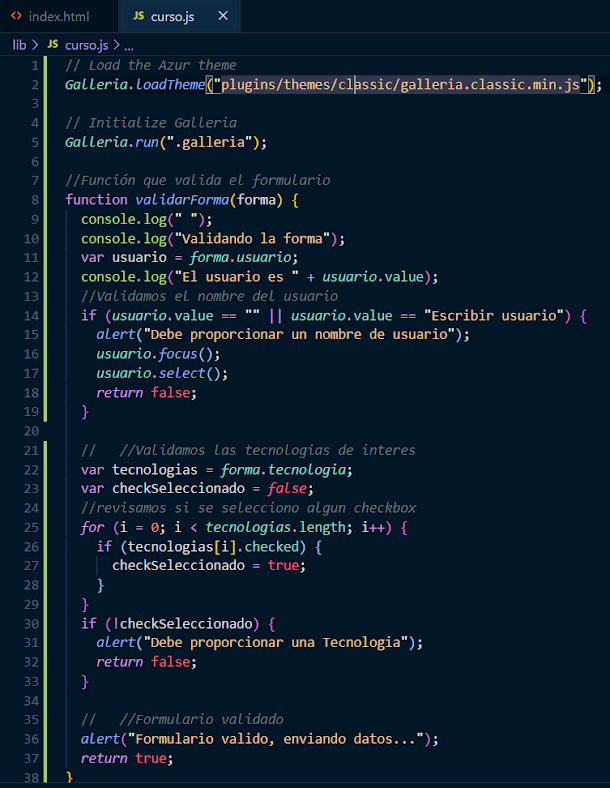 index.html JS curso.js ×
lib > JS curso.js > ...
1 // Load the Azur theme
2 Galleria.loadTheme("plugins/themes/classic/galleria.classic.min.js");
3
4 // Initialize Galleria
5 Galleria.run(".galleria");
6
7 //Función que valida el formulario
8 function validarForma(forma) {
9 console.log(" ");
10 console.log("Validando la forma");
11 var usuario = forma.usuario;
12 console.log("El usuario es " + usuario.value);
13 //Validamos el nombre del usuario
14 if (usuario.value == "" || usuario.value == "Escribir usuario") {
15 alert("Debe proporcionar un nombre de usuario");
16 usuario.focus();
17 usuario.select();
18 return false;
19 }
20
21 //   //Validamos las tecnologias de interes
22 var tecnologias = forma.tecnologia;
23 var checkSeleccionado = false;
24 //revisamos si se selecciono algun checkbox
25 for (i = 0; i < tecnologias.length; i++) {
26 if (tecnologias[i].checked) {
27 checkSeleccionado = true;
28 }
29 }
30 if (!checkSeleccionado) {
31 alert("Debe proporcionar una Tecnologia");
32 return false;
33 }
34
35 //   //Formulario validado
36 alert("Formulario valido, enviando datos...");
37 return true;
38 }